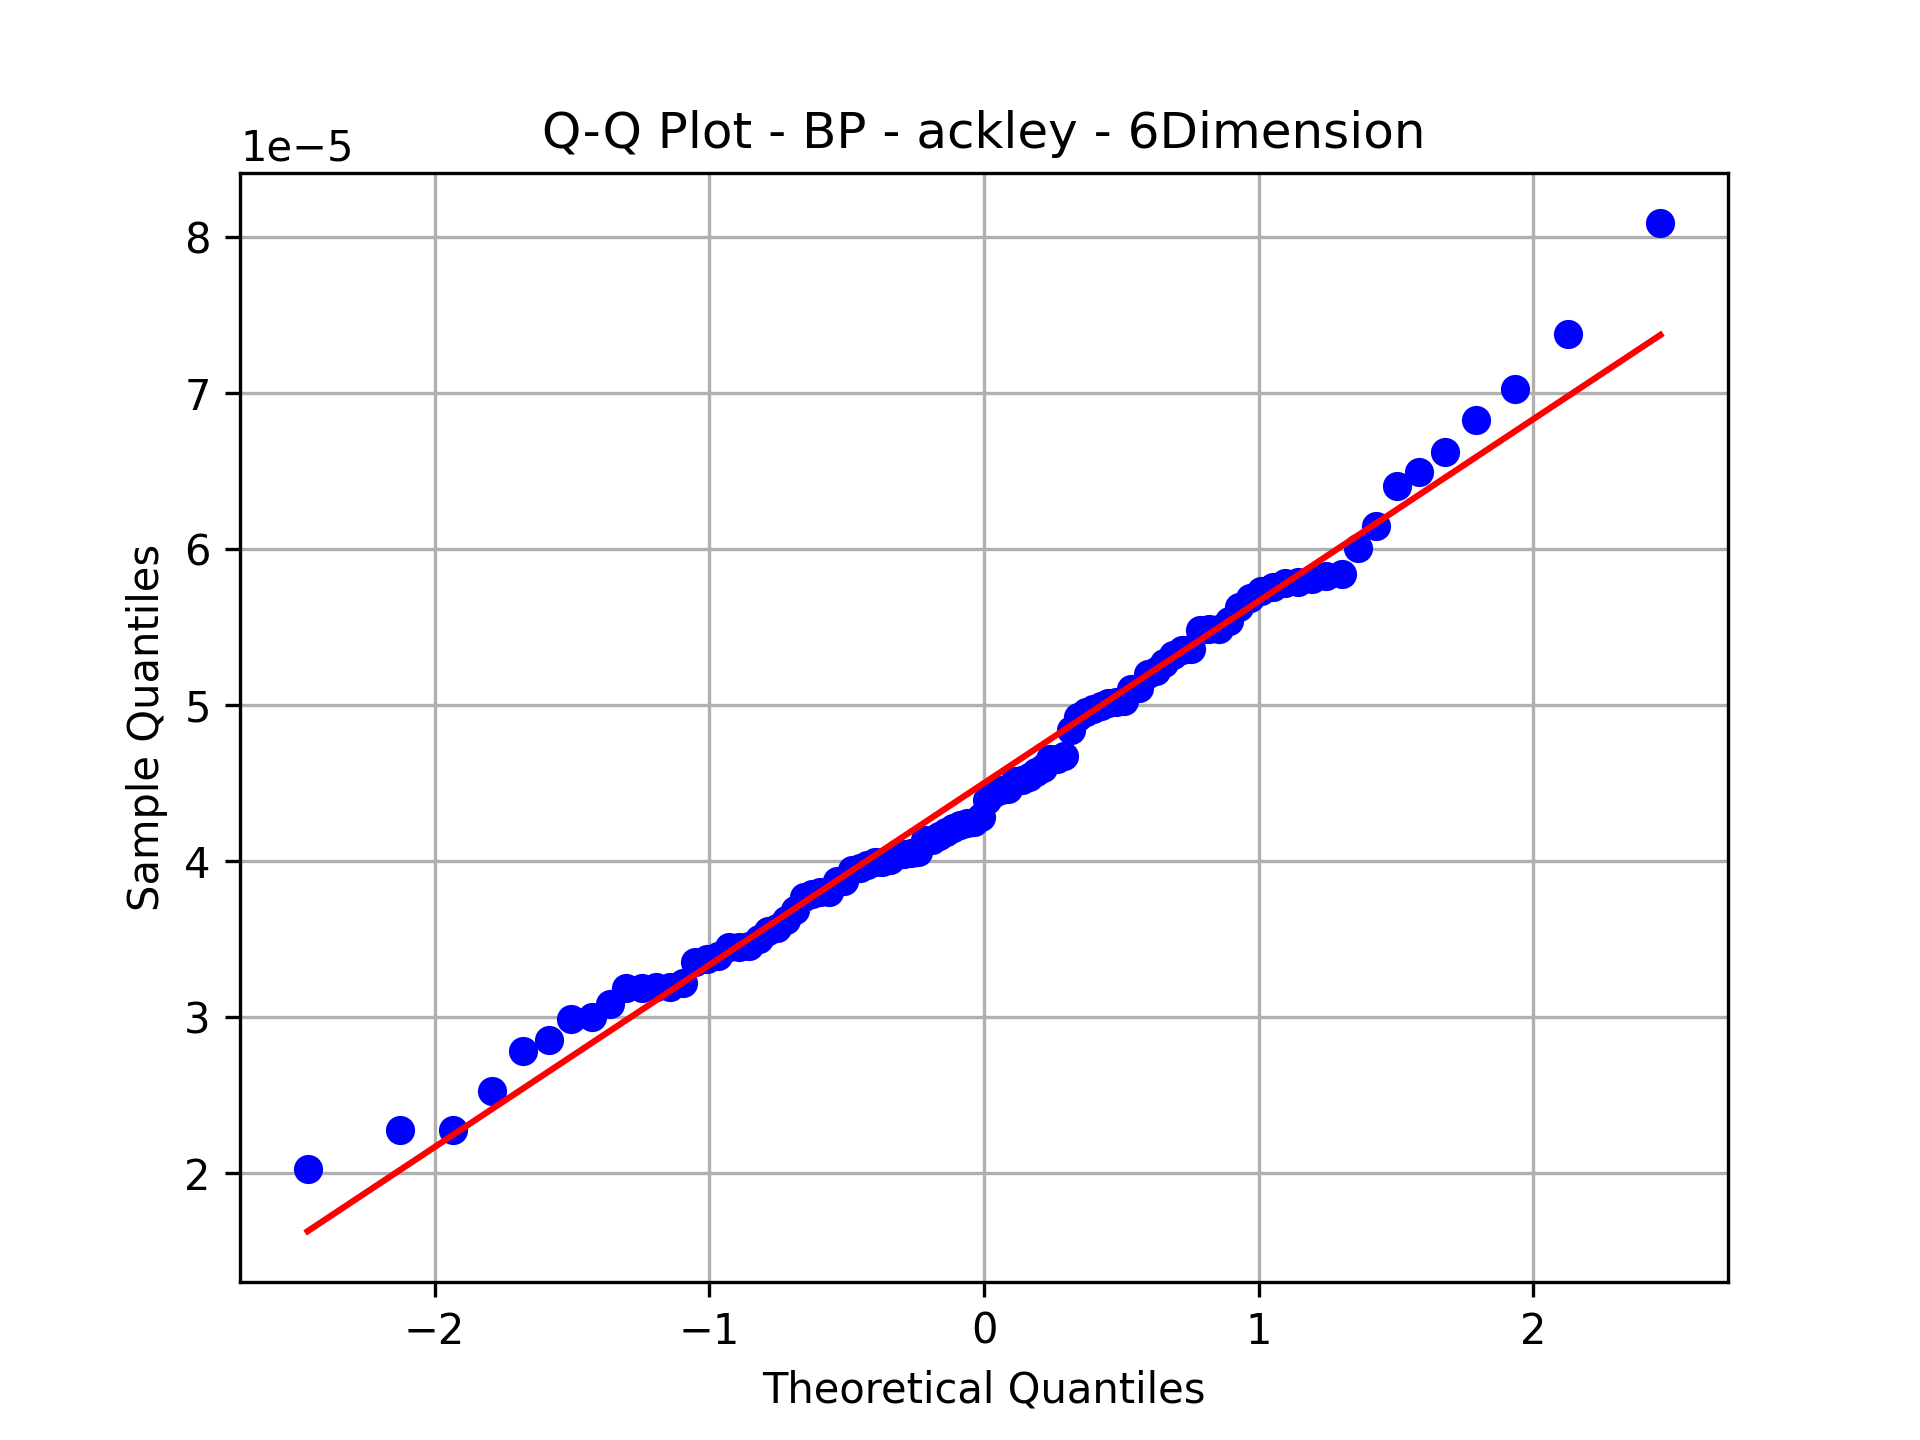 Q-Q Plot - BP - ackley - 6Dimension
1e−5
8
7
6
5
4
3
2
Sample Quantiles
−2 −1 0 1 2
Theoretical Quantiles